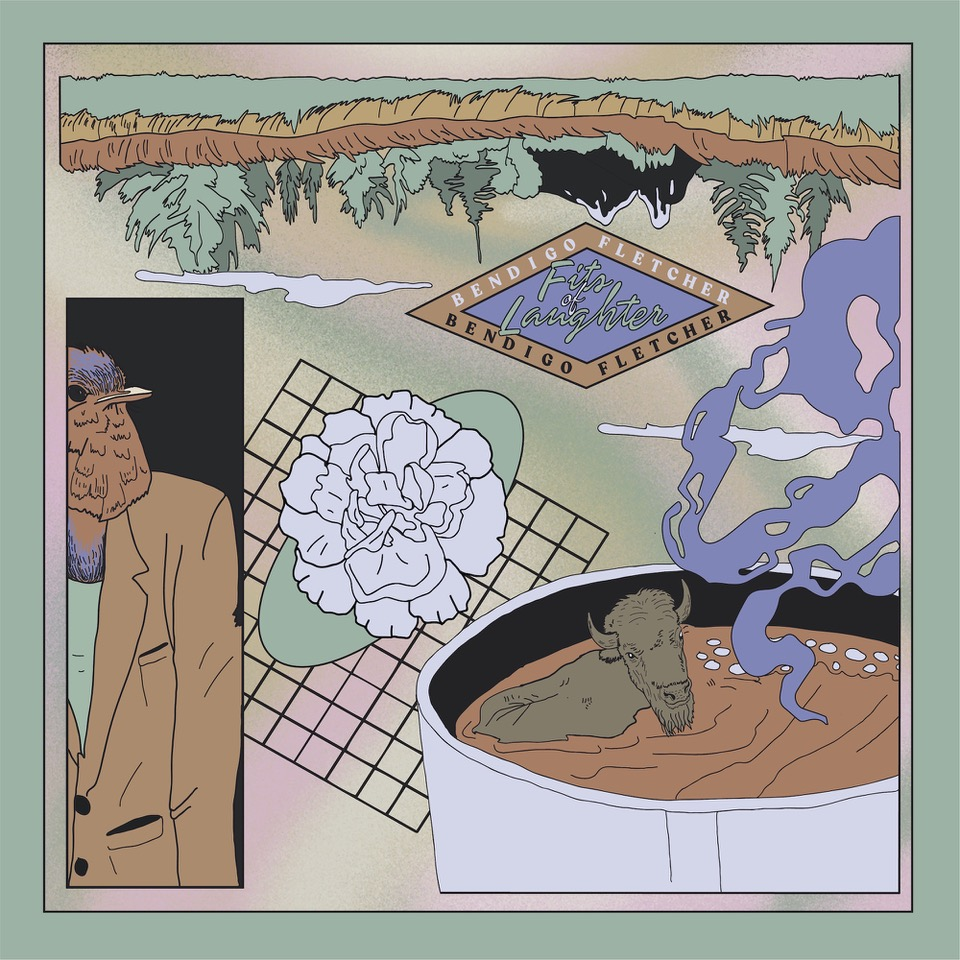 BENDIGO FLETCHER
Fits
of
Laughter
BENDIGO FLETCHER